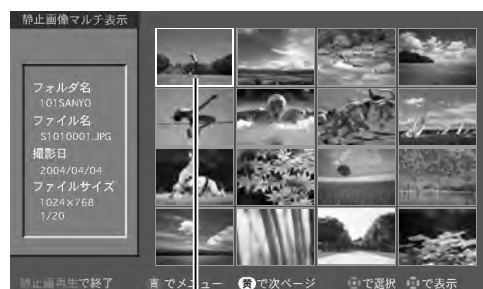 静止画像マルチ表示
フォルダ名
101SANYO
ファイル名
S1010001.JPG
撮影日
2004/04/04
ファイルサイズ
1024×768
1/20
静止画再生で終了
青でメニュー
黄で次ページ
で選択
で表示